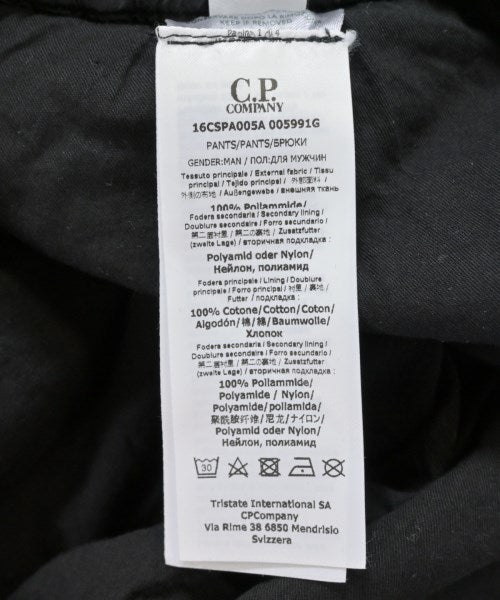 KEEP IF REMOVED
C.P.
COMPANY
16CSPA005A 005991G
PANTS/PANTS/БРЮКИ
GENDER:MAN / ПОЛ:ДЛЯ МУЖЧИН
Tessuto principale / External fabric / Tissu
principal / Tejido principal / 外部面料 /
外側の布地 / Außengewebe / внешняя ткань
100% Poliammide/
Fodera secondaria / Secondary lining /
Doublure secondaire / Forro secundario /
第二層衬里 / 第二の裏地 / Zusatzfutter
(zweite Lage) / вторичная подкладка :
Polyamid oder Nylon/
Нейлон, полиамид
Fodera principale / Lining / Doublure
principale / Forro principal / 衬里 / 裏地 /
Futter / подкладка :
100% Cotone/Cotton/Coton/
Algodón/棉/綿/Baumwolle/
Хлопок
Fodera secondaria / Secondary lining /
Doublure secondaire / Forro secundario /
第二層衬里 / 第二の裏地 / Zusatzfutter
(zweite Lage) / вторичная подкладка :
100% Poliammide/
Polyamide / Nylon/
Polyamide/poliamida/
聚酰胺纤维/尼龙/ナイロン/
Polyamid oder Nylon/
Нейлон, полиамид
30
Tristate International SA
CPCompany
Via Rime 38 6850 Mendrisio
Svizzera